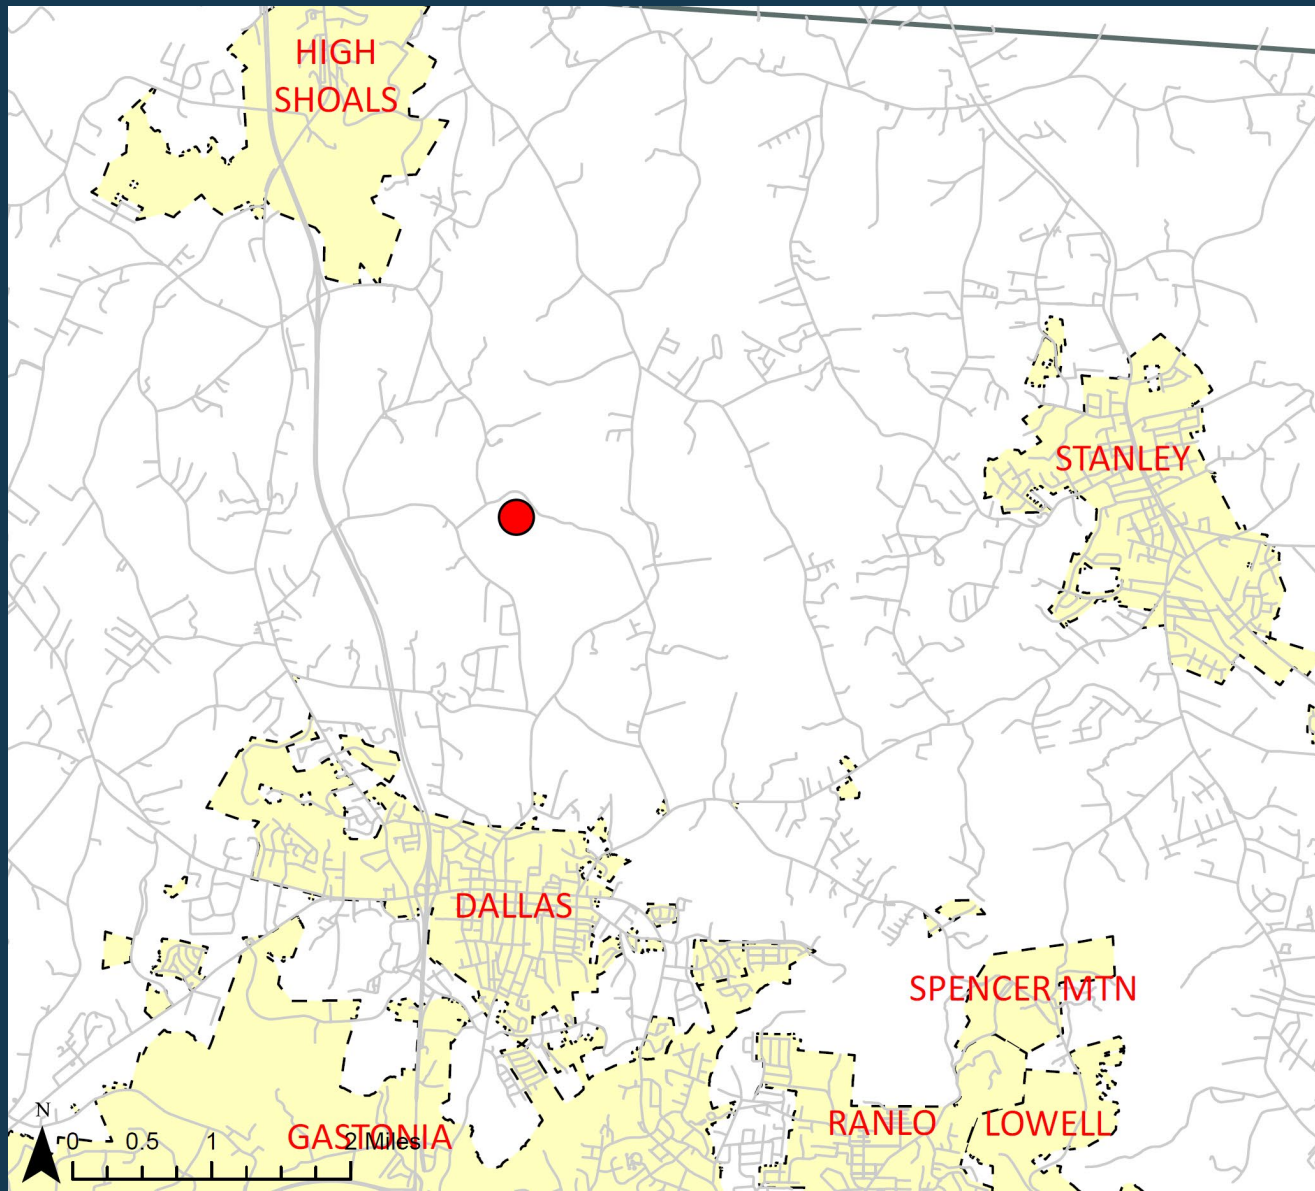 HIGH
SHOALS
STANLEY
DALLAS
SPENCER MTN
RANLO
LOWELL
GASTONIA
N
0 0.5 1 2 Miles